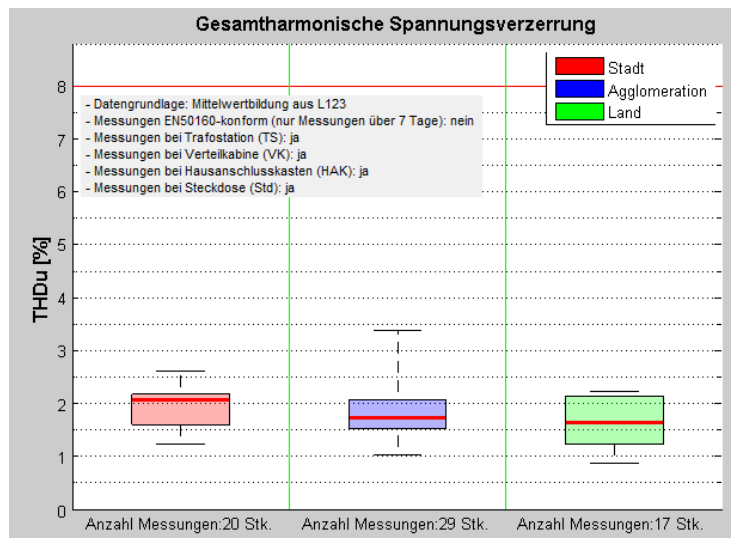 Gesamtharmonische Spannungsverzerrung
Stadt
Agglomeration
Land
- Datengrundlage: Mittelwertbildung aus L123
- Messungen EN50160-konform (nur Messungen über 7 Tage): nein
- Messungen bei Trafostation (TS): ja
- Messungen bei Verteilkabine (VK): ja
- Messungen bei Hausanschlusskasten (HAK): ja
- Messungen bei Steckdose (Std): ja
THDu [%]
8
7
6
5
4
3
2
1
0
Anzahl Messungen:20 Stk.
Anzahl Messungen:29 Stk.
Anzahl Messungen:17 Stk.